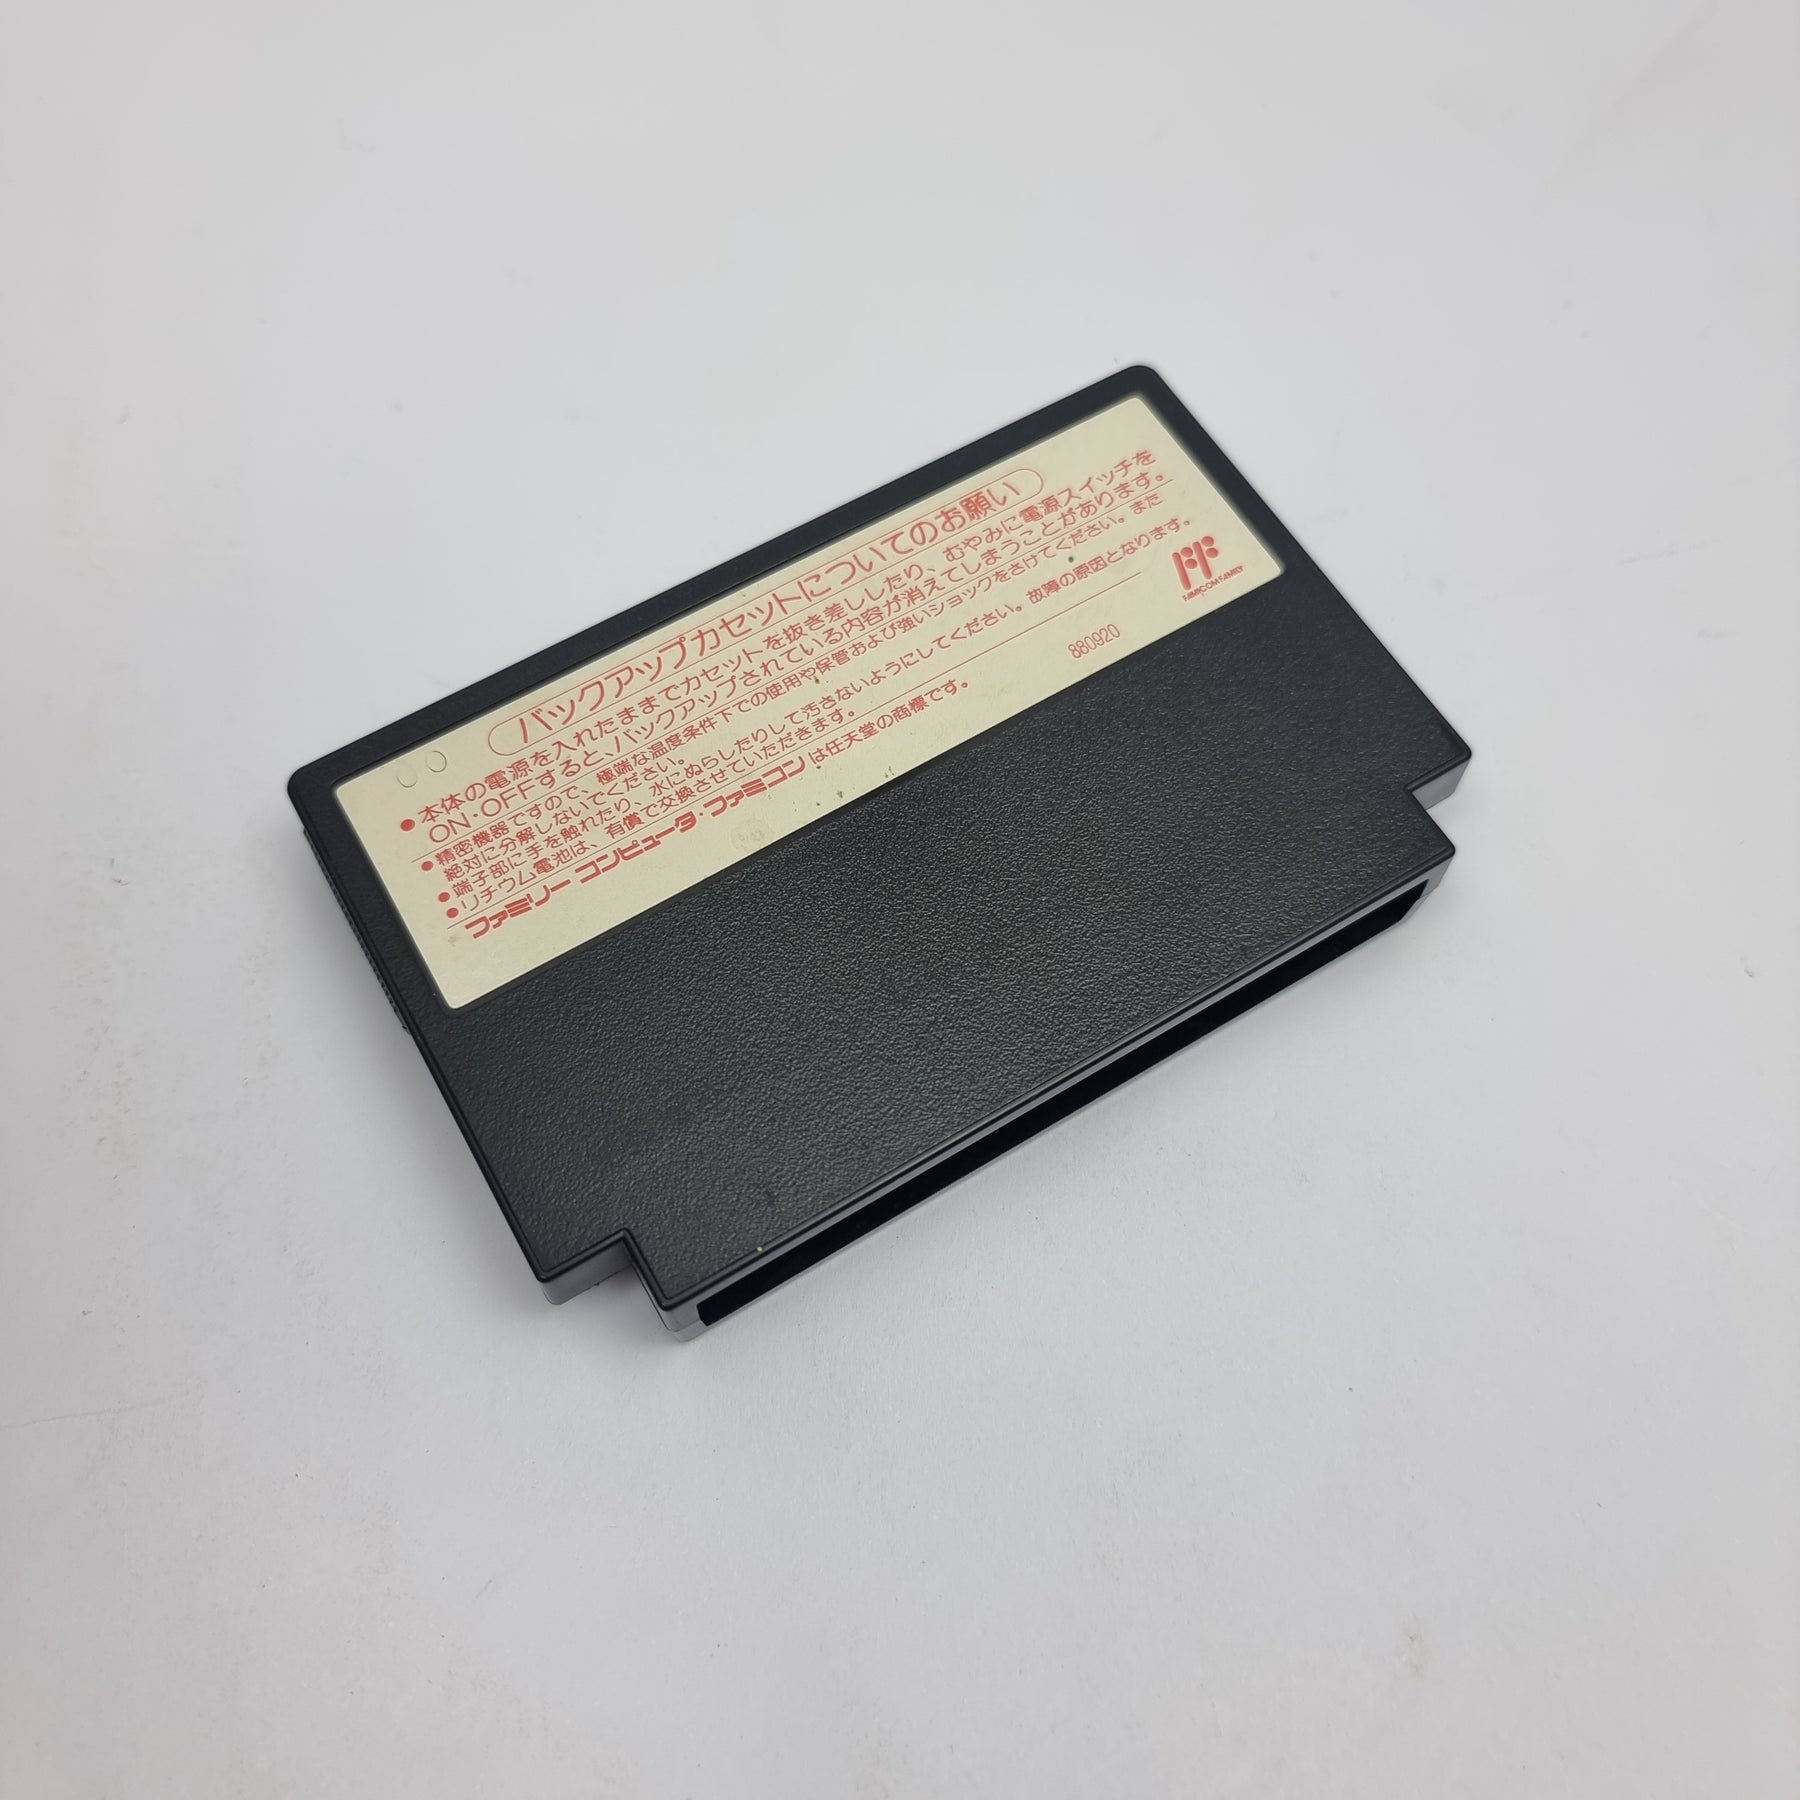 バックアップカセットについてのお願い
●本体の電源を入れたままでカセットを抜き差ししたり、むやみに電源スイッチを
ON・OFFすると、バックアップされている内容が消えてしまうことがあります。
●精密機器ですので、極端な温度条件下での使用や保管および強いショックをさけてください。また
絶対に分解しないでください。
●端子部に手を触れたり、水にぬらしたりして汚さないようにしてください。故障の原因となります。
●リチウム電池は、有償で交換させていただきます。
ファミリーコンピュータ・ファミコンは任天堂の商標です。
880920
FAMICOM FAMILY